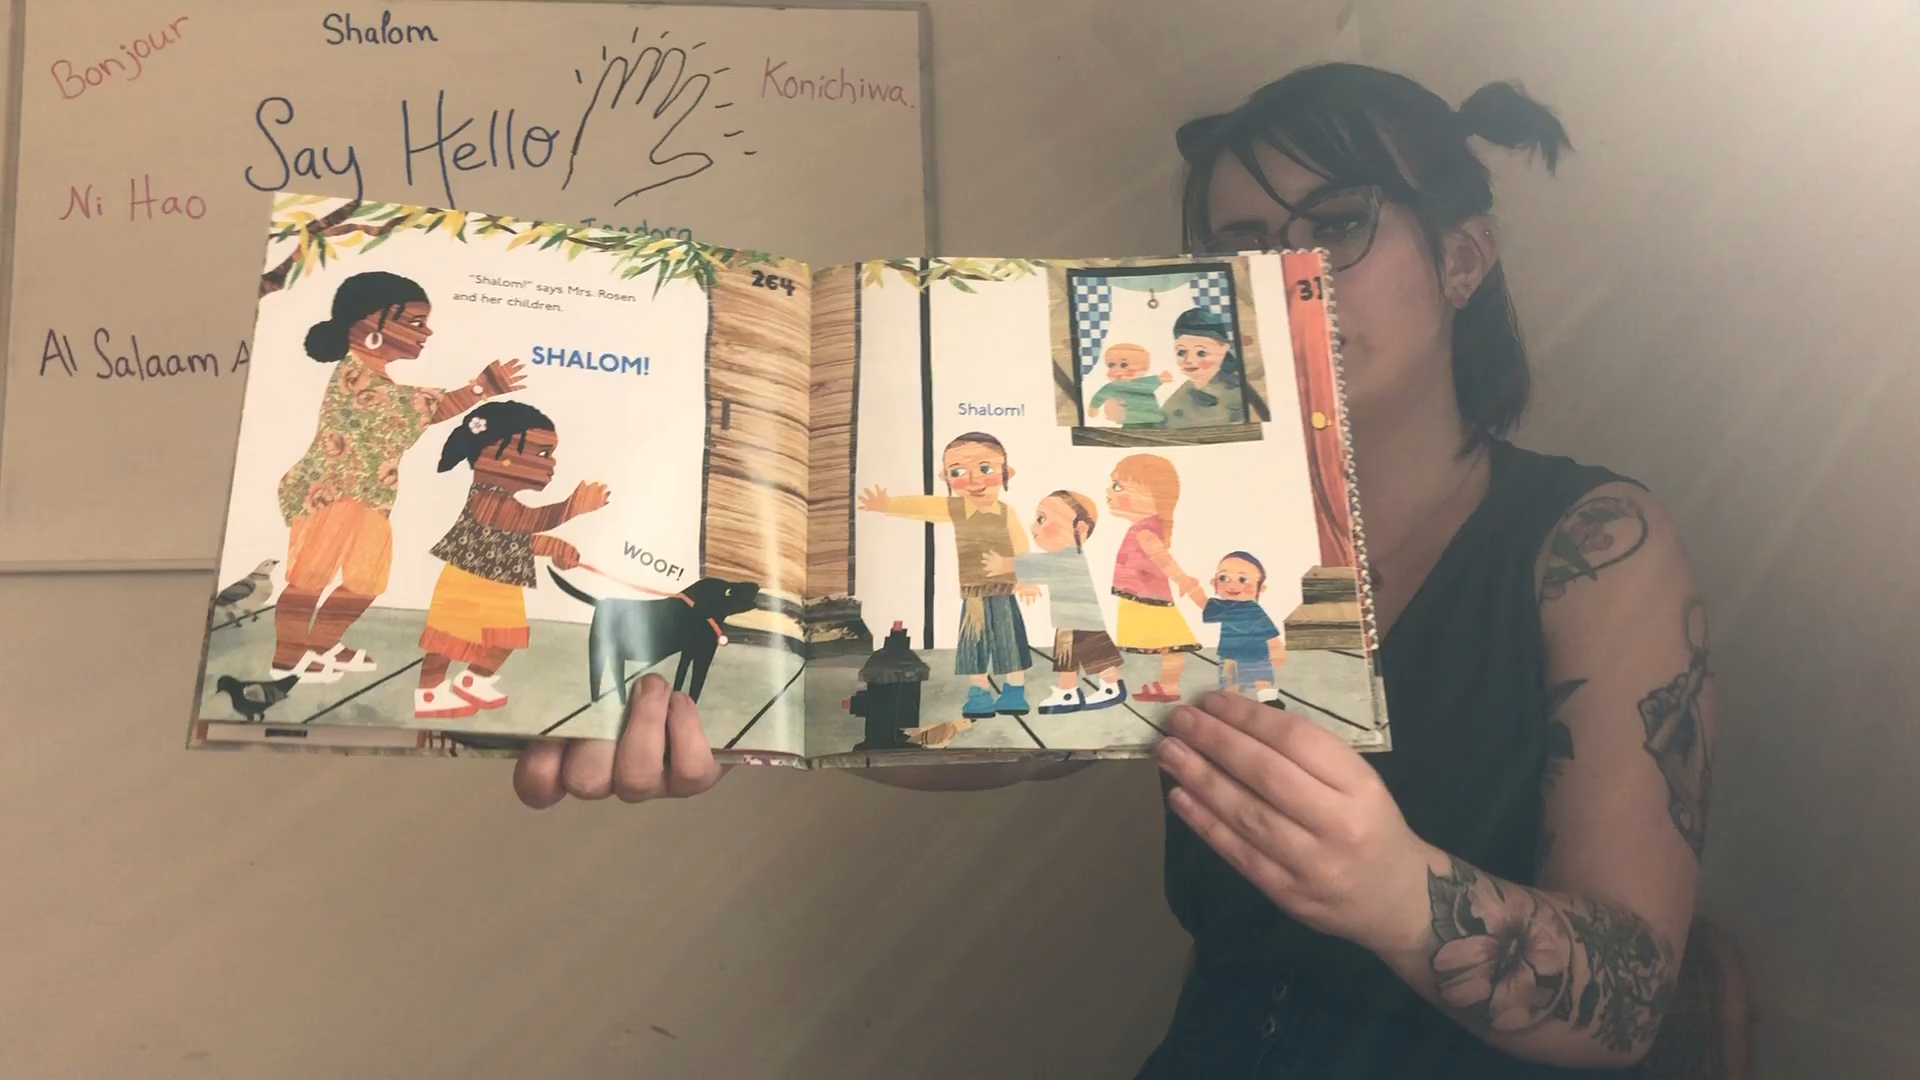 Bonjour
Shalom
Konichiwa.
Say Hello
Ni Hao
Al Salaam A
"Shalom!" says Mrs. Rosen
and her children.
SHALOM!
WOOF!
264
Shalom!
31